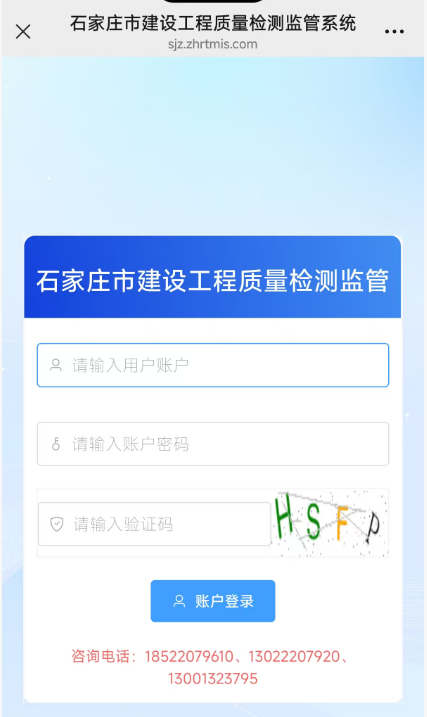 石家庄市建设工程质量检测监管系统
sjz.zhrtmis.com
石家庄市建设工程质量检测监管
请输入用户账户
请输入账户密码
请输入验证码
HSFP
账户登录
咨询电话：18522079610、13022207920、
13001323795